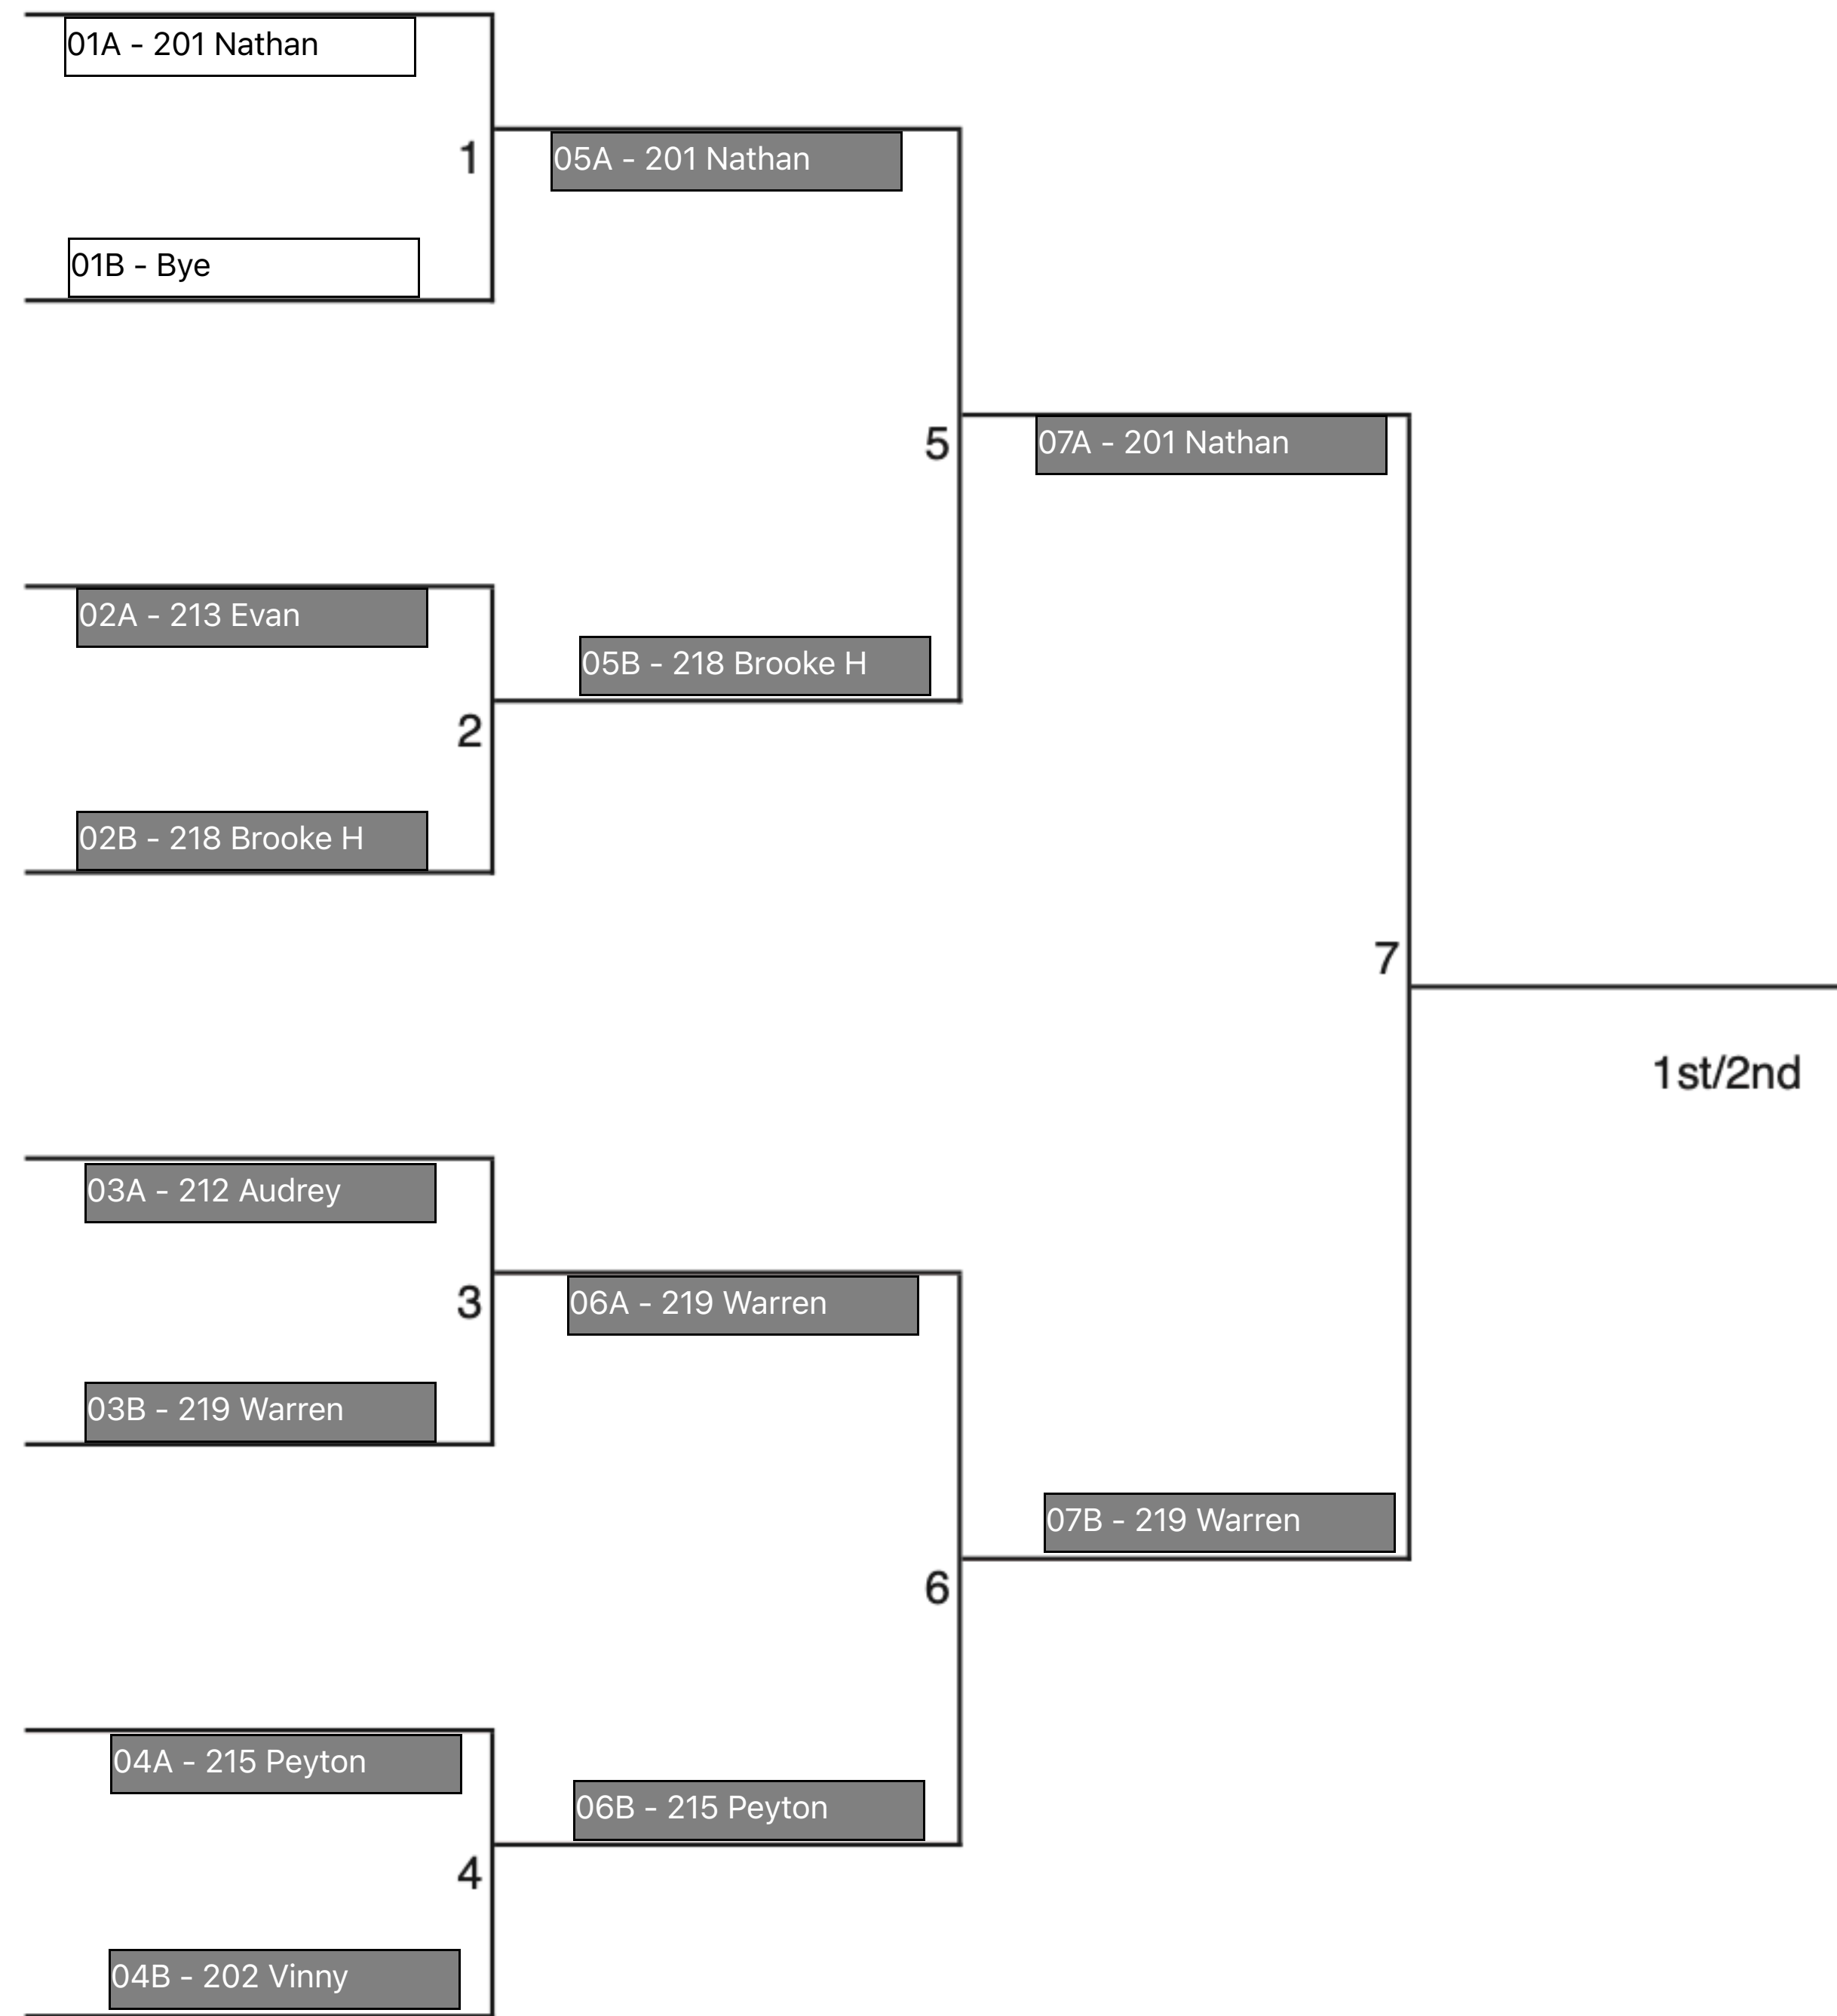 01A - 201 Nathan
1
05A - 201 Nathan
01B - Bye
5
07A - 201 Nathan
02A - 213 Evan
05B - 218 Brooke H
2
02B - 218 Brooke H
7
1st/2nd
03A - 212 Audrey
3
06A - 219 Warren
03B - 219 Warren
07B - 219 Warren
6
04A - 215 Peyton
06B - 215 Peyton
4
04B - 202 Vinny